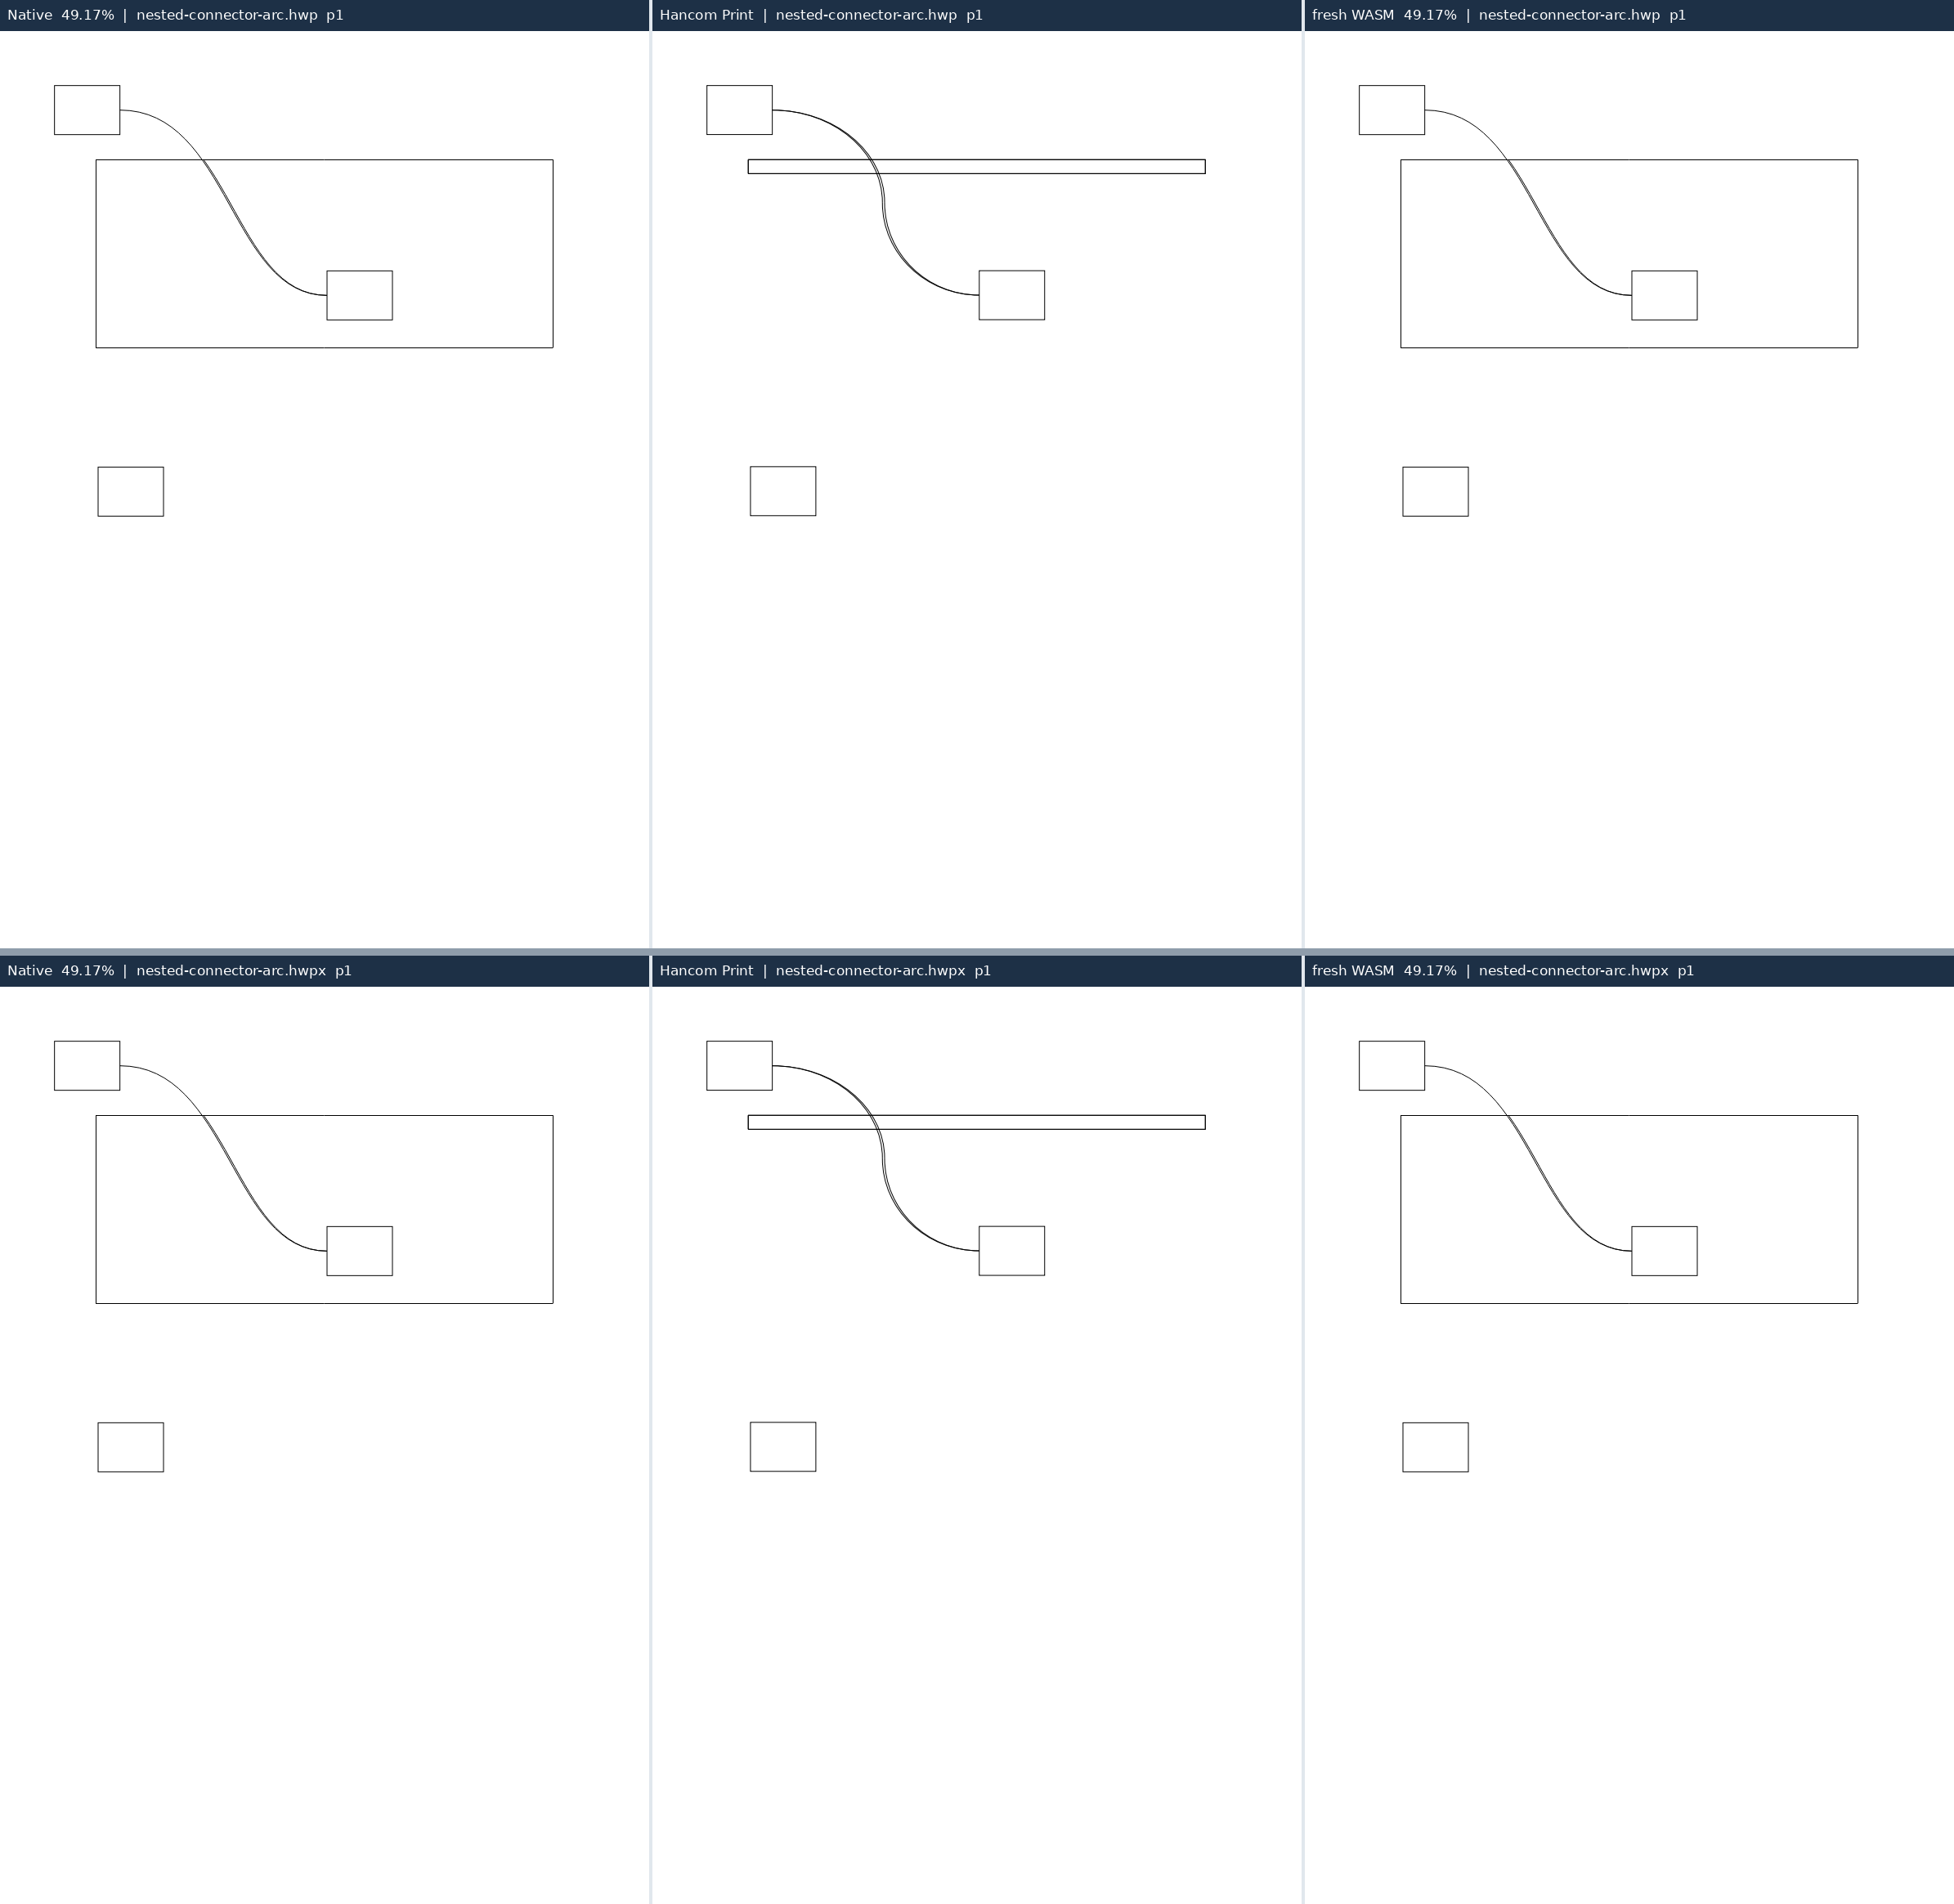 Native  49.17%  |  nested-connector-arc.hwp  p1
Hancom Print  |  nested-connector-arc.hwp  p1
fresh WASM  49.17%  |  nested-connector-arc.hwp  p1
Native  49.17%  |  nested-connector-arc.hwpx  p1
Hancom Print  |  nested-connector-arc.hwpx  p1
fresh WASM  49.17%  |  nested-connector-arc.hwpx  p1